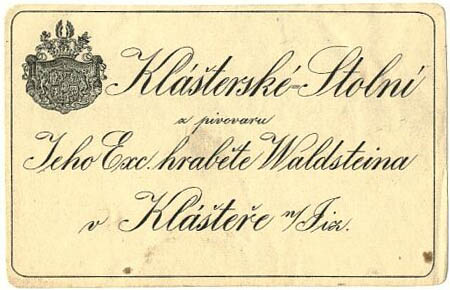 Klášterské-Stolní
z pivovaru
Jeho Exc. hraběte Waldsteina
v Klášteře n/Jiz.